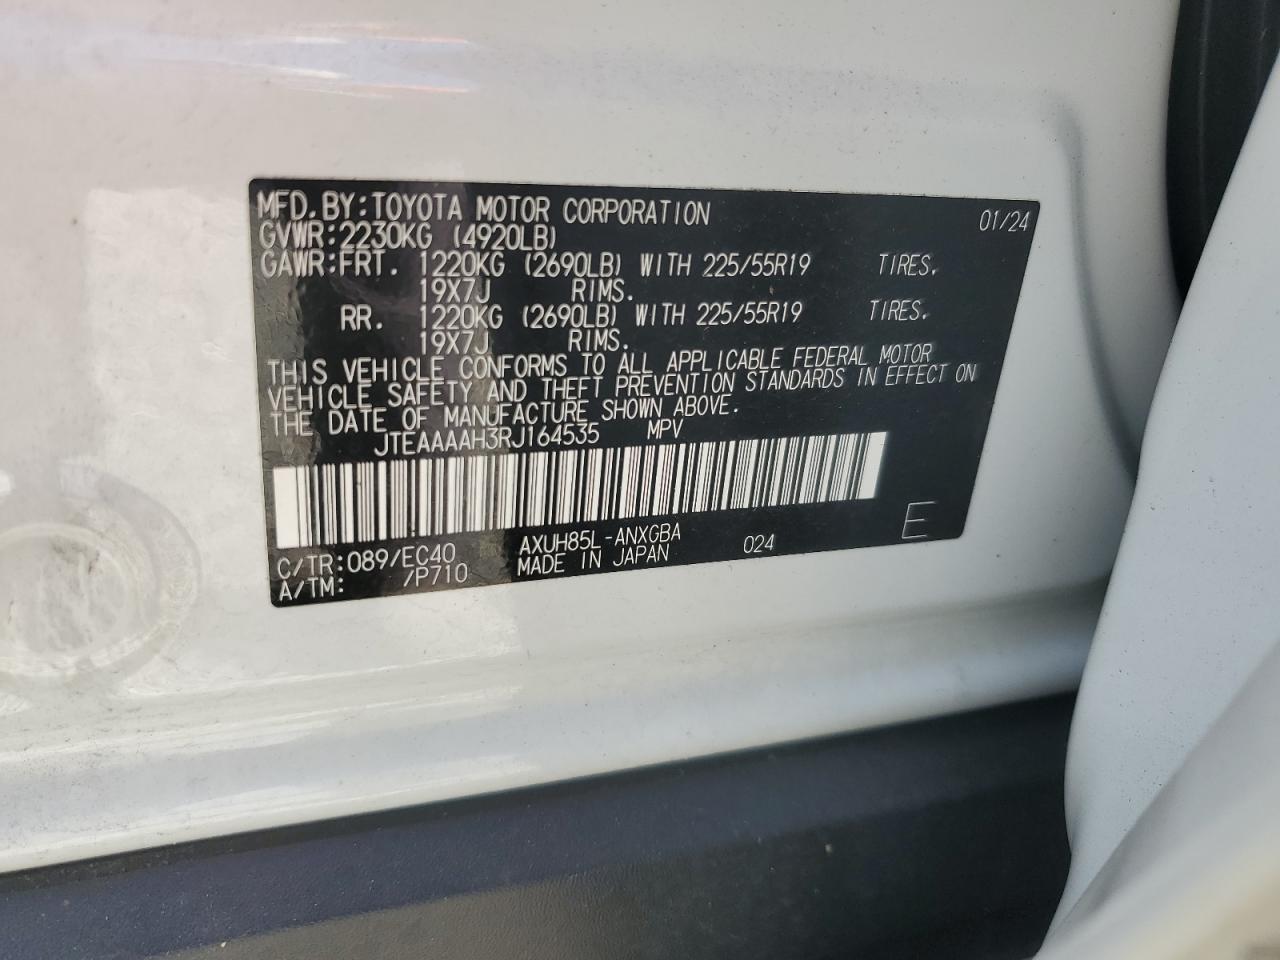 MFD. BY: TOYOTA MOTOR CORPORATION 01/24
GVWR: 2230KG (4920LB)
GAWR: FRT. 1220KG (2690LB) WITH 225/55R19 TIRES,
19X7J RIMS.
RR. 1220KG (2690LB) WITH 225/55R19 TIRES,
19X7J RIMS.
THIS VEHICLE CONFORMS TO ALL APPLICABLE FEDERAL MOTOR
VEHICLE SAFETY AND THEFT PREVENTION STANDARDS IN EFFECT ON
THE DATE OF MANUFACTURE SHOWN ABOVE.
JTEAAAAH3RJ164535 MPV
C/TR: 089/EC40 AXUH85L-ANXGBA 024 E
A/TM: /P710 MADE IN JAPAN